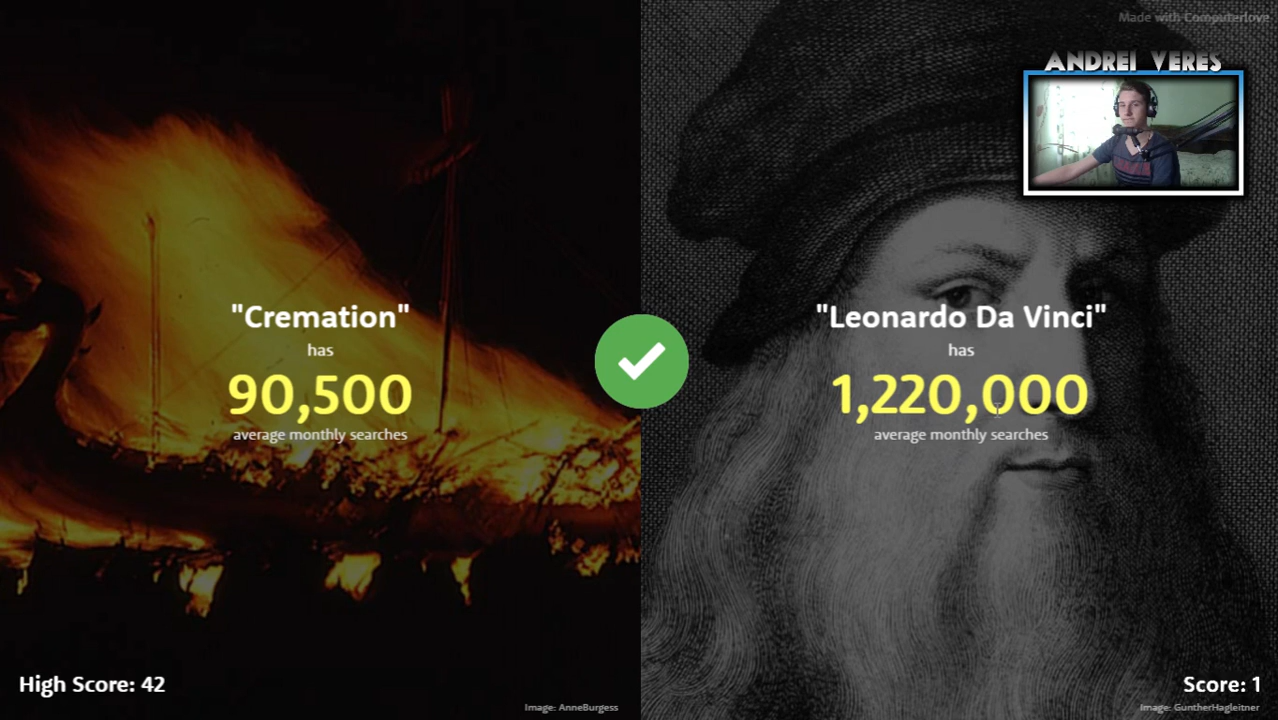 Made with Computerlove
ANDREI VERES
"Cremation"
has
90,500
average monthly searches
"Leonardo Da Vinci"
has
1,220,000
average monthly searches
High Score: 42
Score: 1
Image: AnneBurgess
Image: GuntherHagleitner